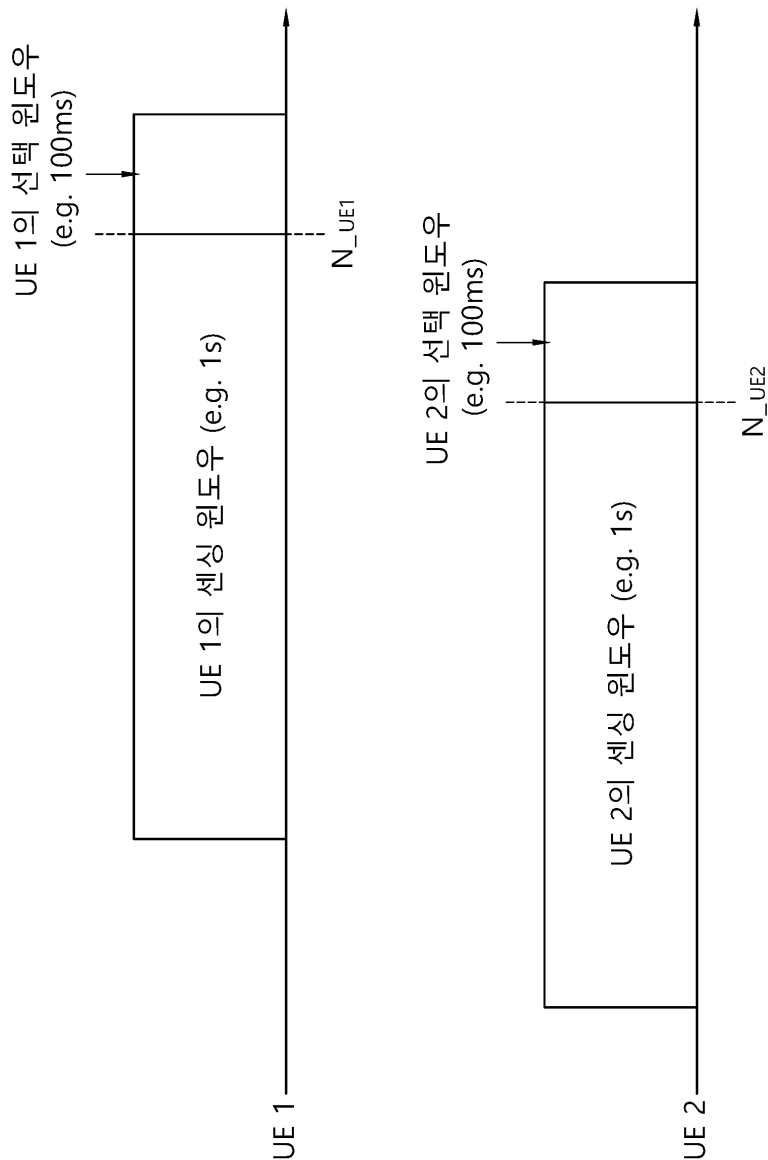 UE 1의 선택 윈도우
(e.g. 100ms)
UE 1의 센싱 윈도우 (e.g. 1s)
N_UE1
UE 1
UE 2의 선택 윈도우
(e.g. 100ms)
UE 2의 센싱 윈도우 (e.g. 1s)
N_UE2
UE 2